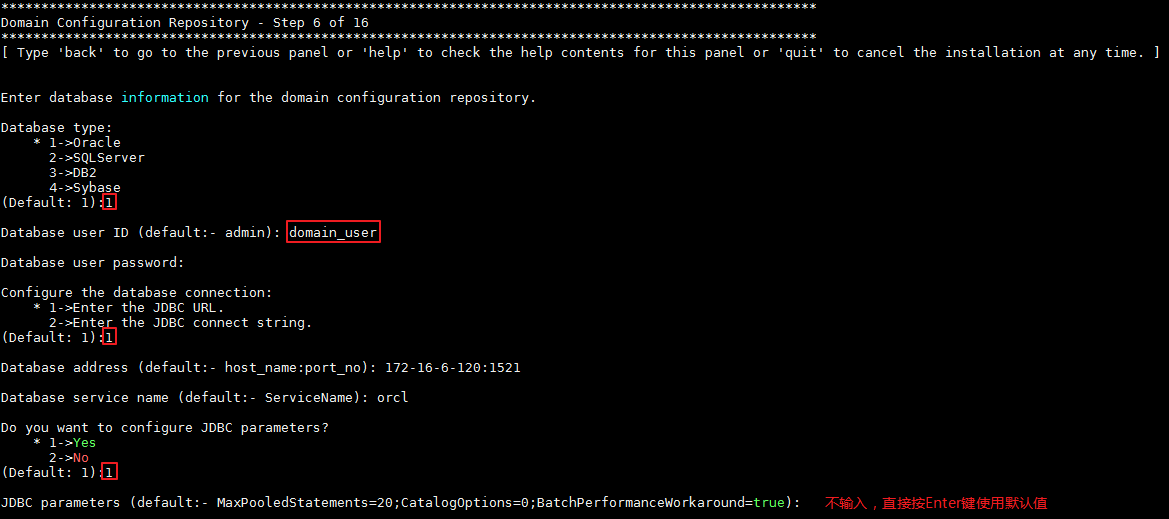 ******************************************************************************************************
Domain Configuration Repository - Step 6 of 16
******************************************************************************************************
[ Type 'back' to go to the previous panel or 'help' to check the help contents for this panel or 'quit' to cancel the installation at any time. ]
Enter database information for the domain configuration repository.
Database type:
* 1->Oracle
2->SQLServer
3->DB2
4->Sybase
(Default: 1):1
Database user ID (default:- admin): domain_user
Database user password:
Configure the database connection:
* 1->Enter the JDBC URL.
2->Enter the JDBC connect string.
(Default: 1):1
Database address (default:- host_name:port_no): 172-16-6-120:1521
Database service name (default:- ServiceName): orcl
Do you want to configure JDBC parameters?
* 1->Yes
2->No
(Default: 1):1
JDBC parameters (default:- MaxPooledStatements=20;CatalogOptions=0;BatchPerformanceWorkaround=true): 不输入，直接按Enter键使用默认值